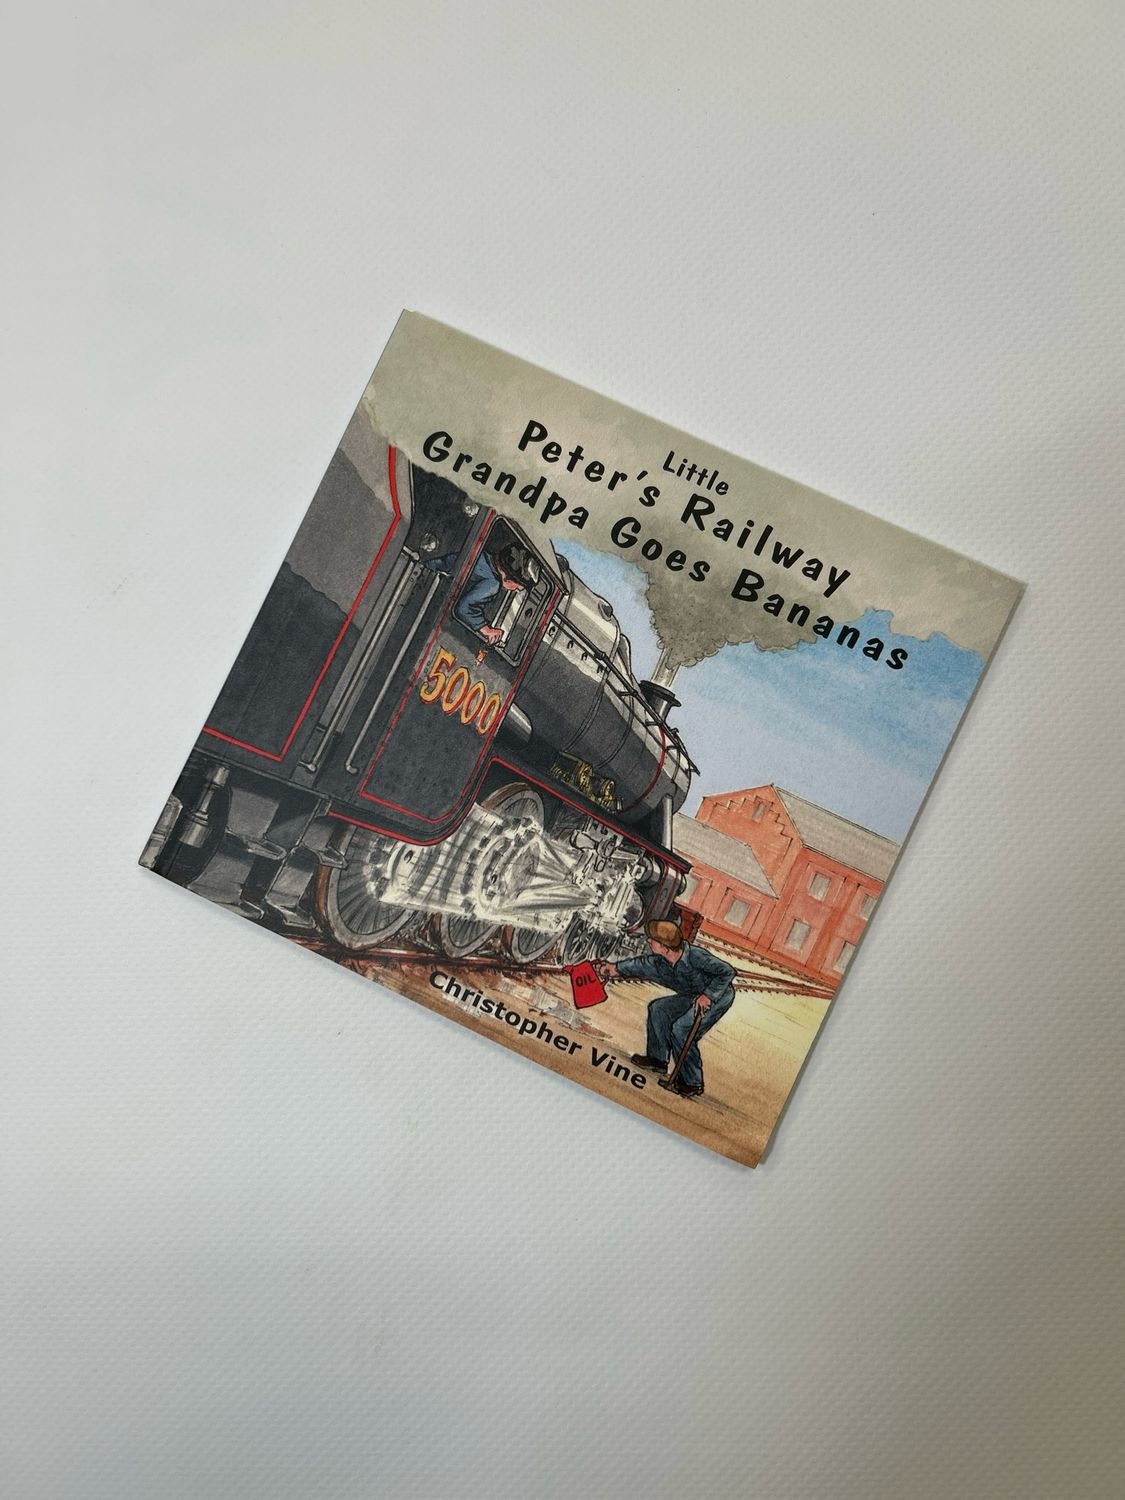 Little
Peter's Railway
Grandpa Goes Bananas
5000
OIL
Christopher Vine